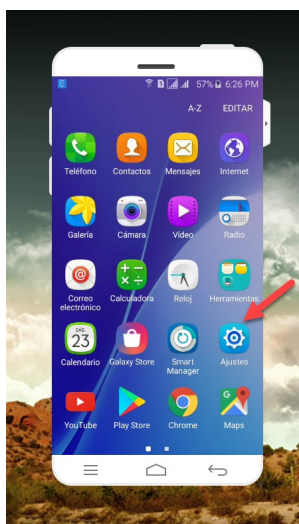 57% 6:26 PM
A-Z EDITAR
Teléfono Contactos Mensajes Internet
Galería Cámara Vídeo Radio
Correo electrónico Calculadora Reloj Herramientas
SÁB.
23
Calendario Galaxy Store Smart Manager Ajustes
G
YouTube Play Store Chrome Maps